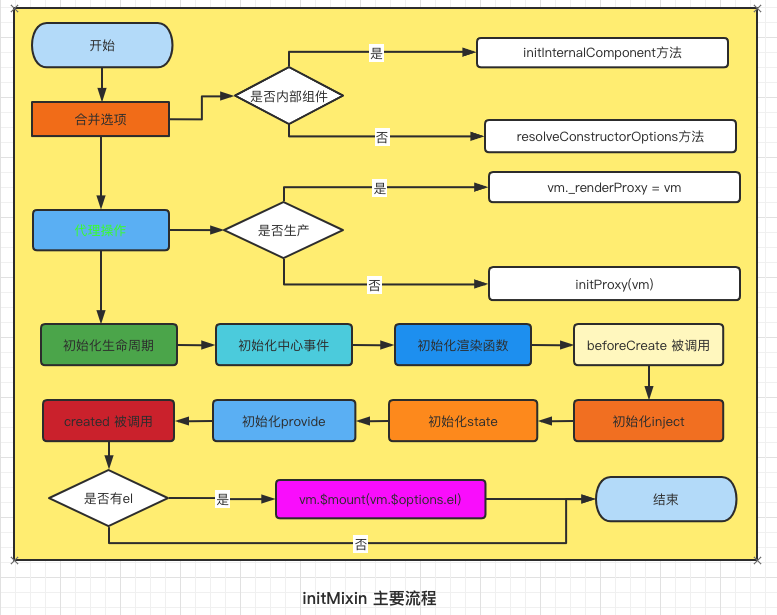 开始
合并选项
是否内部组件
是
initInternalComponent方法
否
resolveConstructorOptions方法
代理操作
是否生产
是
vm._renderProxy = vm
否
initProxy(vm)
初始化生命周期
初始化中心事件
初始化渲染函数
beforeCreate 被调用
created 被调用
初始化provide
初始化state
初始化inject
是否有el
是
vm.$mount(vm.$options.el)
结束
否
initMixin 主要流程